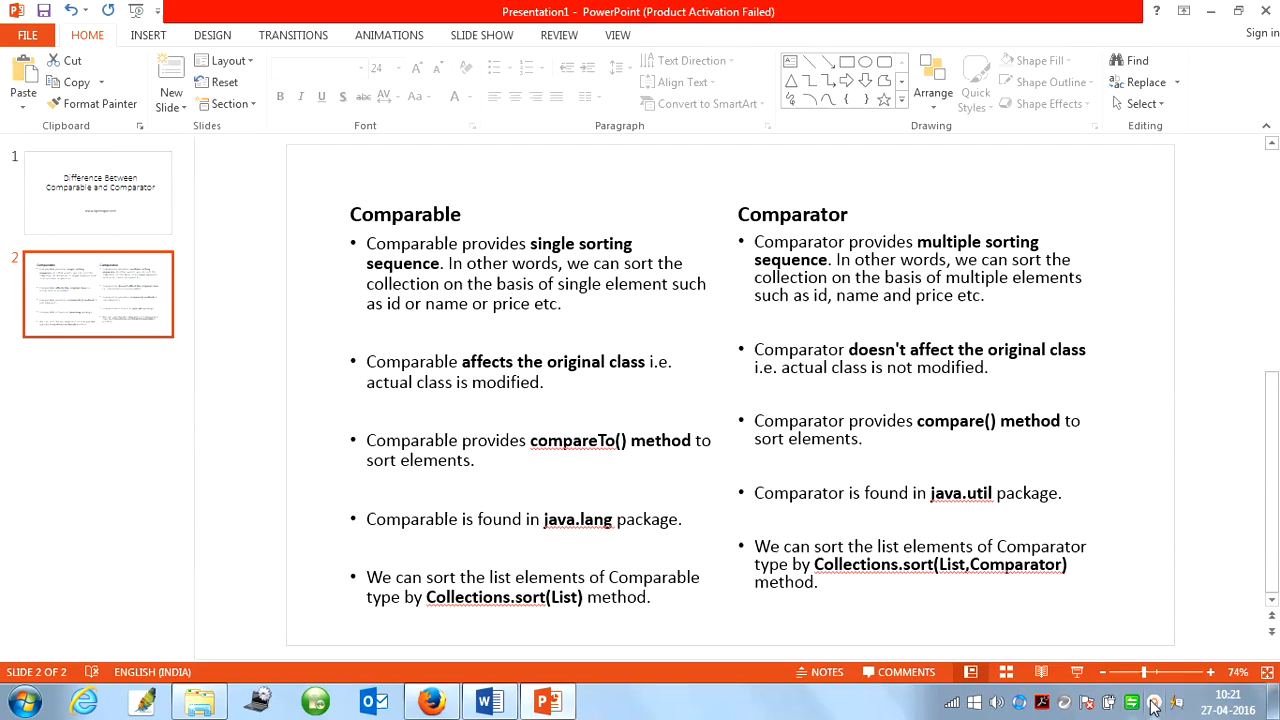 Presentation1 - PowerPoint (Product Activation Failed)
FILE HOME INSERT DESIGN TRANSITIONS ANIMATIONS SLIDE SHOW REVIEW VIEW Sign in
Paste
Cut
Copy
Format Painter
Clipboard
New
Slide
Layout
Reset
Section
Slides
24
B I U S abc AV Aa A
Font
Text Direction
Align Text
Convert to SmartArt
Paragraph
Arrange
Quick
Styles
Shape Fill
Shape Outline
Shape Effects
Drawing
Find
Replace
Select
Editing
1
Difference Between
Comparable and Comparator
2
Comparable
• Comparable provides single sorting
sequence. In other words, we can sort the
collection on the basis of single element such
as id or name or price etc.
• Comparable affects the original class i.e.
actual class is modified.
• Comparable provides compareTo() method to
sort elements.
• Comparable is found in java.lang package.
• We can sort the list elements of Comparable
type by Collections.sort(List) method.
Comparator
• Comparator provides multiple sorting
sequence. In other words, we can sort the
collection on the basis of multiple elements
such as id, name and price etc.
• Comparator doesn't affect the original class
i.e. actual class is not modified.
• Comparator provides compare() method to
sort elements.
• Comparator is found in java.util package.
• We can sort the list elements of Comparator
type by Collections.sort(List,Comparator)
method.
SLIDE 2 OF 2 ENGLISH (INDIA) NOTES COMMENTS 74%
10:21
27-04-2016